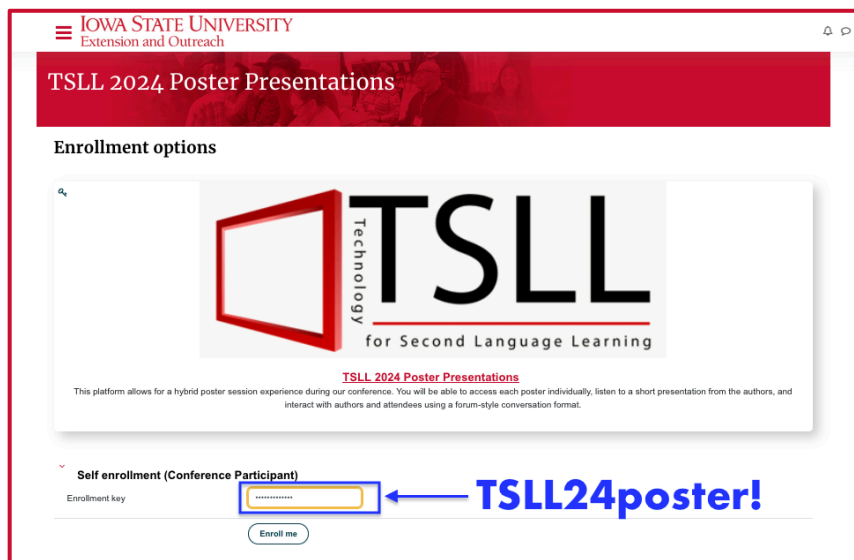 IOWA STATE UNIVERSITY
Extension and Outreach
TSLL 2024 Poster Presentations
Enrollment options
TSLL
Technology
for Second Language Learning
TSLL 2024 Poster Presentations
This platform allows for a hybrid poster session experience during our conference. You will be able to access each poster individually, listen to a short presentation from the authors, and
interact with authors and attendees using a forum-style conversation format.
Self enrollment (Conference Participant)
Enrollment key
•••••••••••••
TSLL24poster!
Enroll me